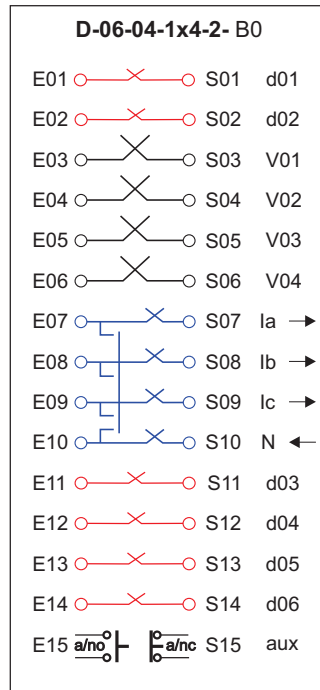 D-06-04-1x4-2- B0
E01 S01 d01
E02 S02 d02
E03 S03 V01
E04 S04 V02
E05 S05 V03
E06 S06 V04
E07 S07 Ia →
E08 S08 Ib →
E09 S09 Ic →
E10 S10 N ←
E11 S11 d03
E12 S12 d04
E13 S13 d05
E14 S14 d06
E15 a/no a/nc S15 aux